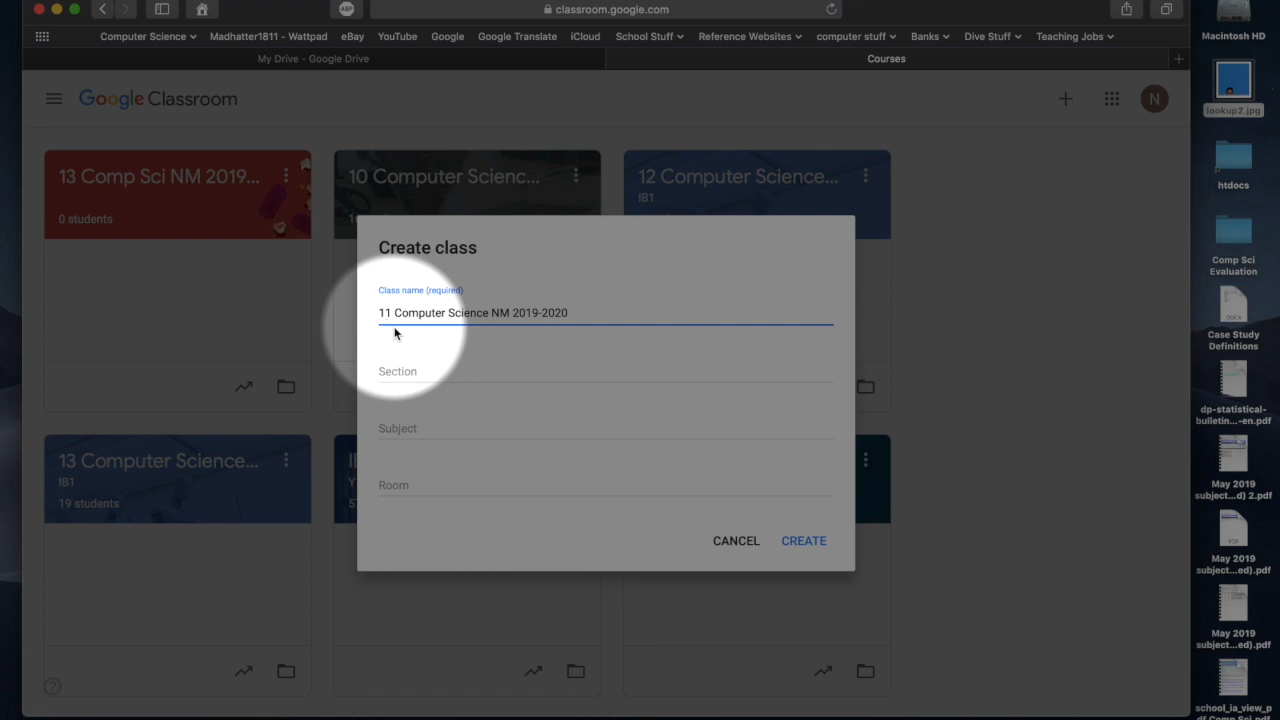 ABP
classroom.google.com
Computer Science
Madhatter1811 - Wattpad
eBay
YouTube
Google
Google Translate
iCloud
School Stuff
Reference Websites
computer stuff
Banks
Dive Stuff
Teaching Jobs
My Drive - Google Drive
Courses
Google Classroom
N
13 Comp Sci NM 2019...
0 students
10 Computer Scienc...
12 Computer Science...
IB1
Create class
Class name (required)
11 Computer Science NM 2019-2020
Section
Subject
Room
CANCEL
CREATE
13 Computer Science...
IB1
19 students
Macintosh HD
lookup2.jpg
htdocs
Comp Sci
Evaluation
DOCX
Case Study
Definitions
dp-statistical-
bulletin...-en.pdf
May 2019
subject...d) 2.pdf
PDF
May 2019
subject...ed).pdf
May 2019
subject...ed).pdf
school_ia_view_p